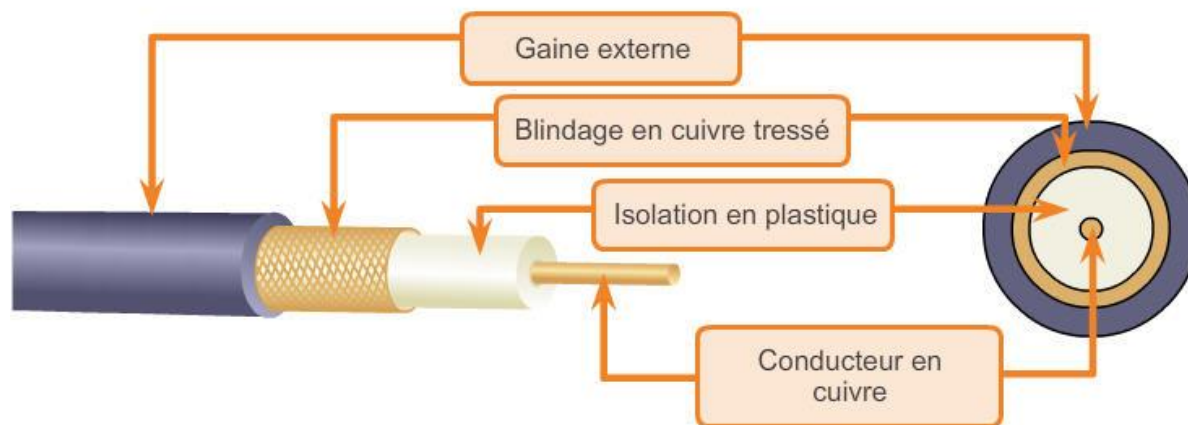 Gaine externe
Blindage en cuivre tressé
Isolation en plastique
Conducteur en
cuivre